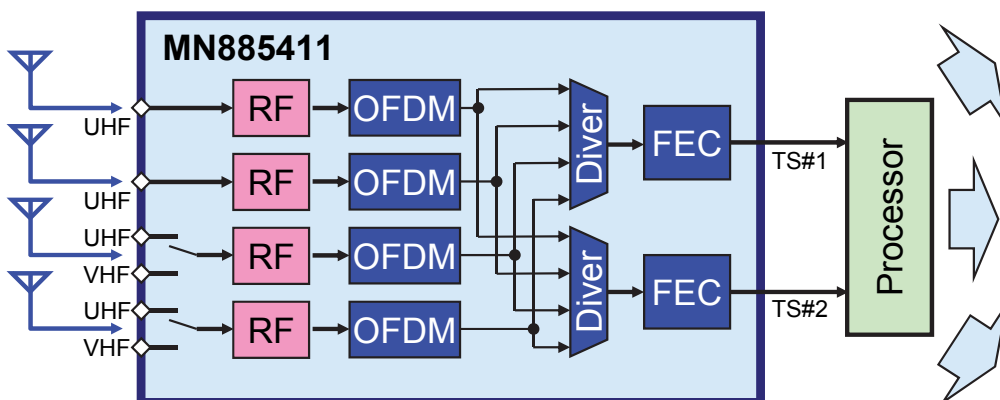 MN885411
UHF
RF
OFDM
Diver
FEC
TS#1
Processor
UHF
RF
OFDM
UHF
VHF
RF
OFDM
Diver
FEC
TS#2
UHF
VHF
RF
OFDM